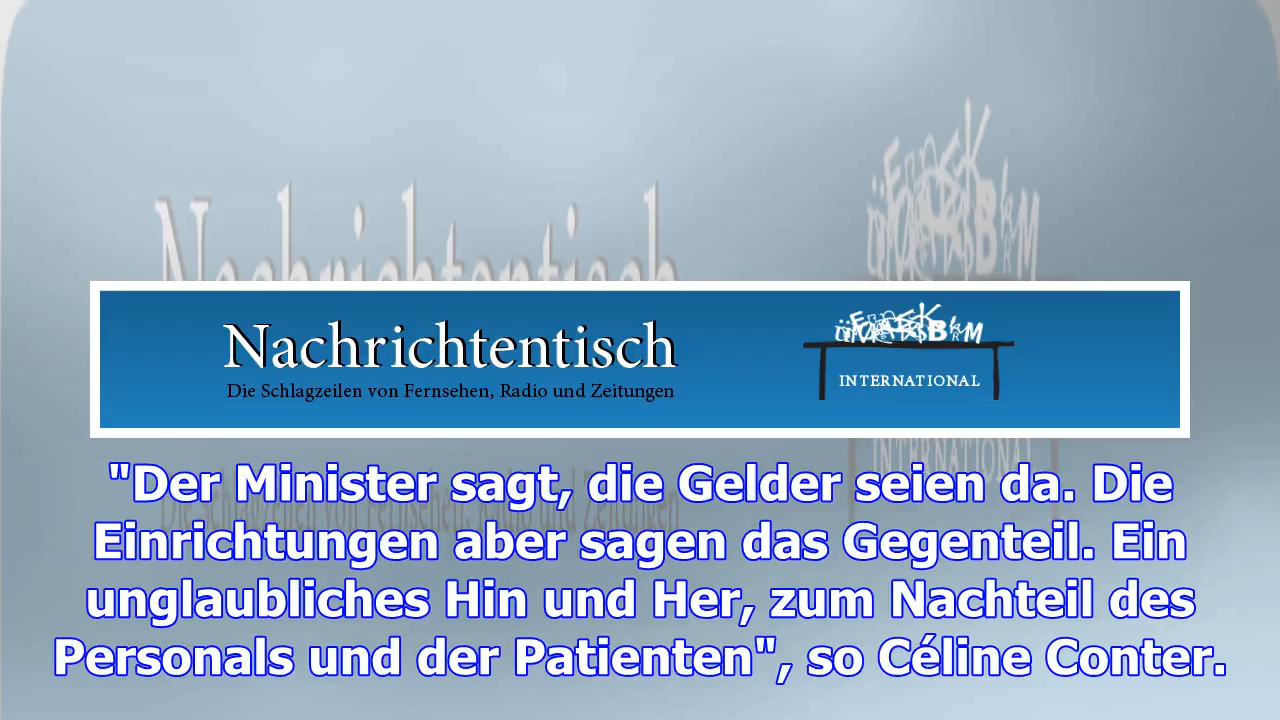 Nachrichtentisch
Die Schlagzeilen von Fernsehen, Radio und Zeitungen
INTERNATIONAL
"Der Minister sagt, die Gelder seien da. Die
Einrichtungen aber sagen das Gegenteil. Ein
unglaubliches Hin und Her, zum Nachteil des
Personals und der Patienten", so Céline Conter.